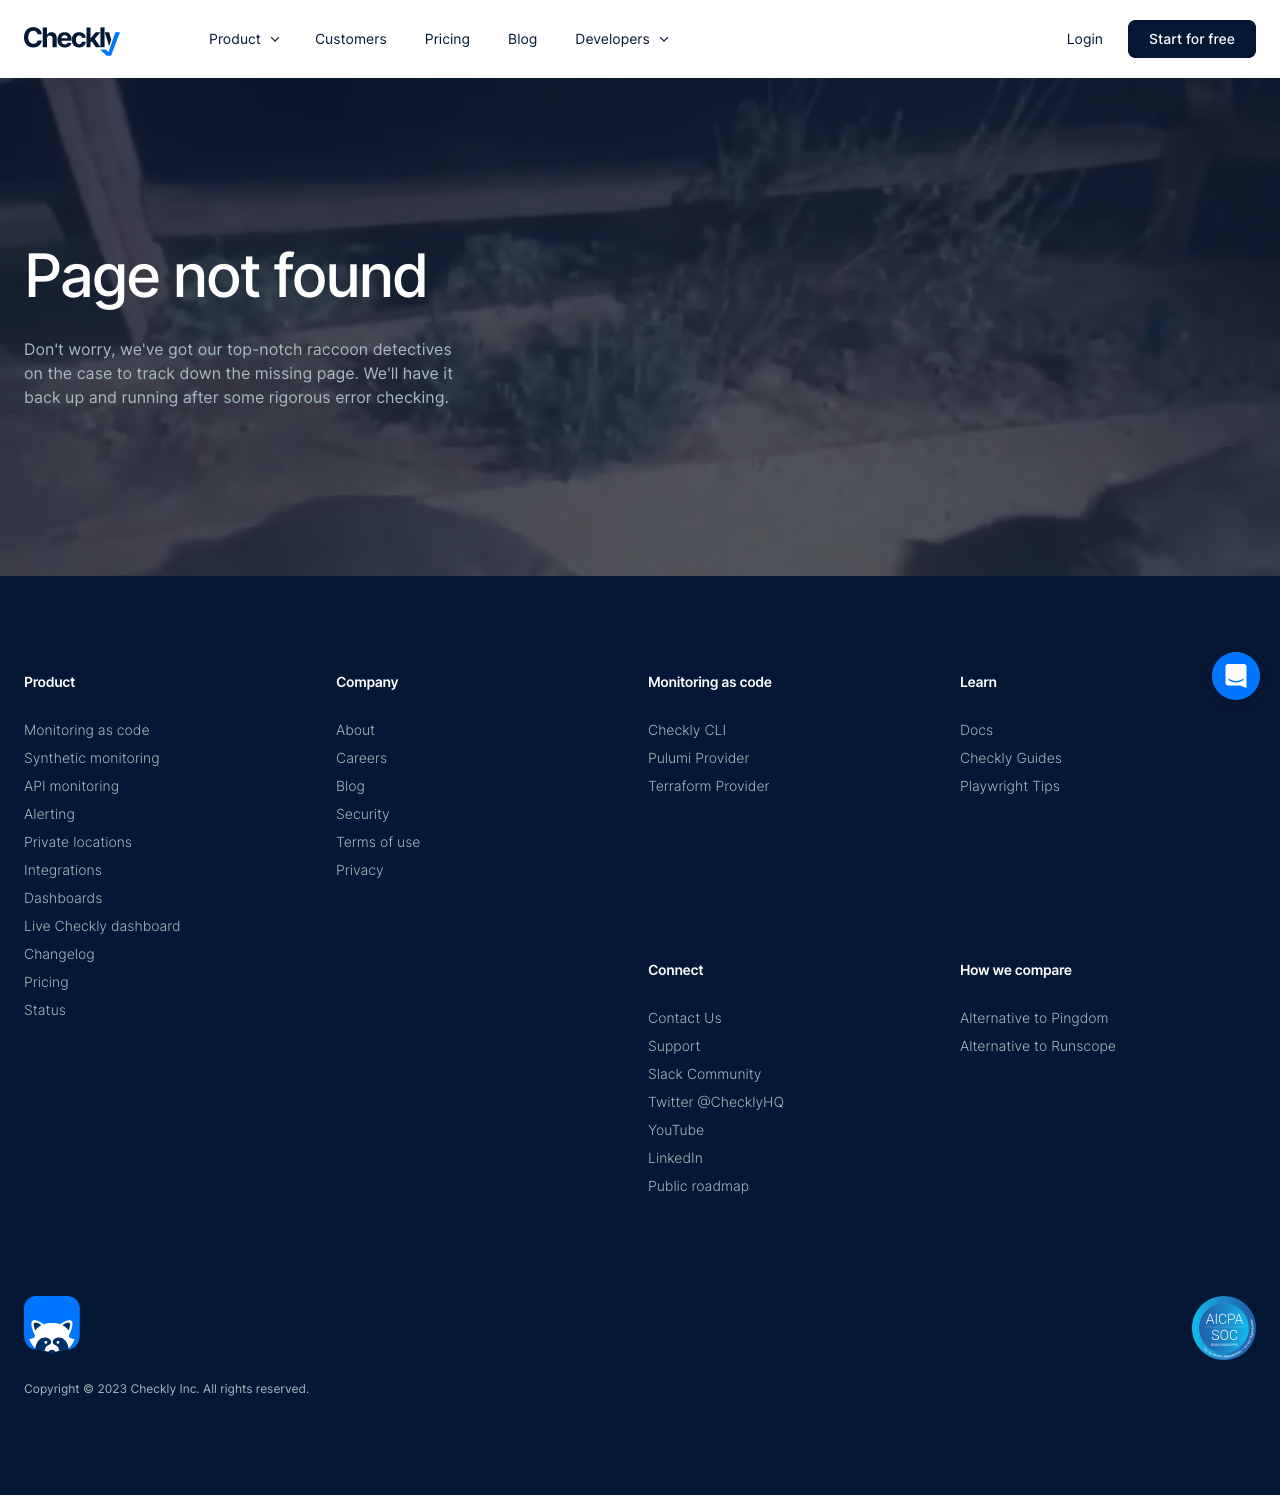 Checkly
Product
Customers
Pricing
Blog
Developers
Login
Start for free
Page not found
Don't worry, we've got our top-notch raccoon detectives
on the case to track down the missing page. We'll have it
back up and running after some rigorous error checking.
Product
Monitoring as code
Synthetic monitoring
API monitoring
Alerting
Private locations
Integrations
Dashboards
Live Checkly dashboard
Changelog
Pricing
Status
Company
About
Careers
Blog
Security
Terms of use
Privacy
Monitoring as code
Checkly CLI
Pulumi Provider
Terraform Provider
Learn
Docs
Checkly Guides
Playwright Tips
Connect
Contact Us
Support
Slack Community
Twitter @ChecklyHQ
YouTube
LinkedIn
Public roadmap
How we compare
Alternative to Pingdom
Alternative to Runscope
AICPA
SOC
Copyright © 2023 Checkly Inc. All rights reserved.